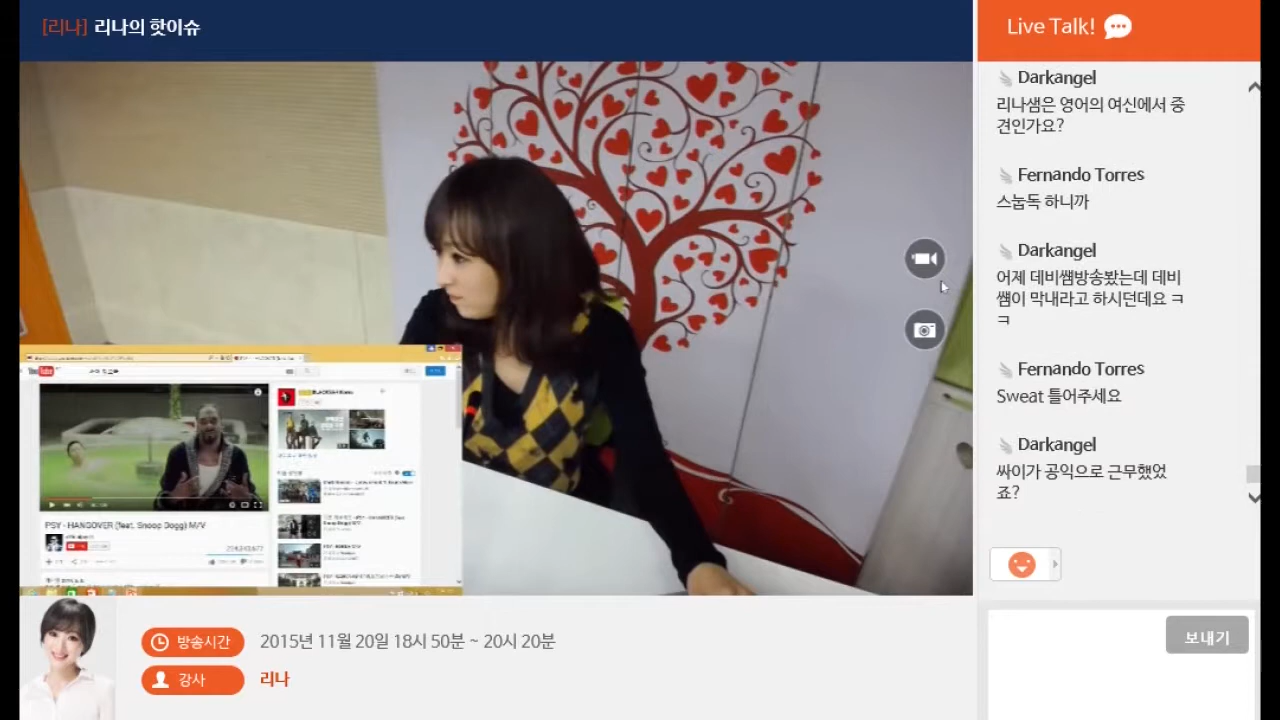 [리나] 리나의 핫이슈
Live Talk!
Darkangel
리나샘은 영어의 여신에서 중
견인가요?
Fernando Torres
스눕독 하니까
Darkangel
어제 데비쌤방송봤는데 데비
쌤이 막내라고 하시던데요 ㅋ
ㅋ
Fernando Torres
Sweat 틀어주세요
Darkangel
싸이가 공익으로 근무했었
죠?
보내기
PSY - HANGOVER (feat. Snoop Dogg) M/V
방송시간 2015년 11월 20일 18시 50분 ~ 20시 20분
강사 리나